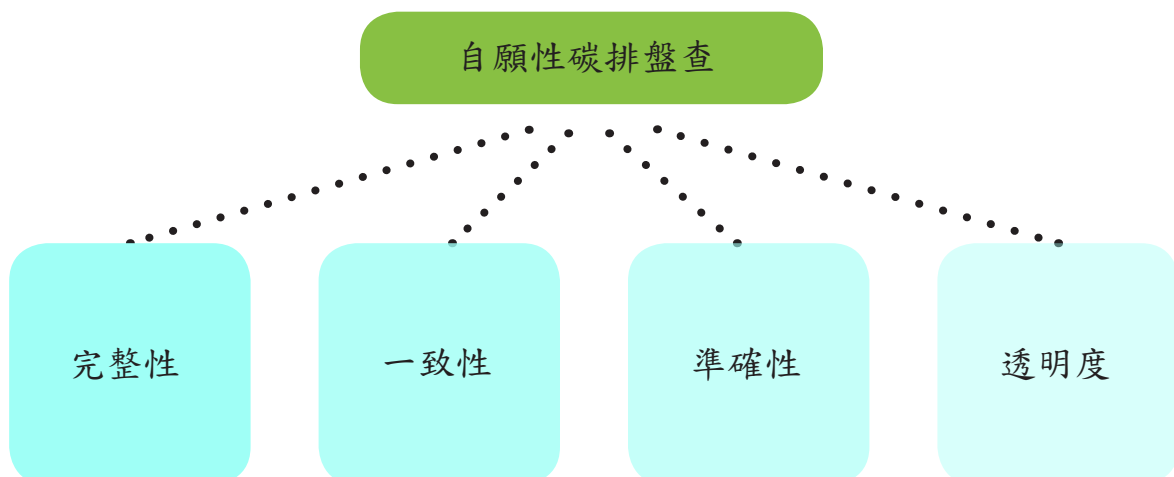 自願性碳排盤查
完整性
一致性
準確性
透明度